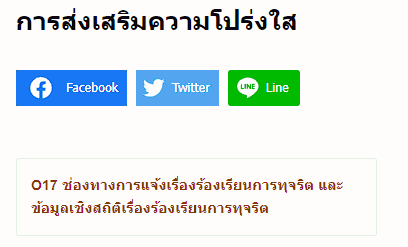 การส่งเสริมความโปร่งใส
Facebook
Twitter
LINE
Line
O17 ช่องทางการแจ้งเรื่องร้องเรียนการทุจริต และ
ข้อมูลเชิงสถิติเรื่องร้องเรียนการทุจริต